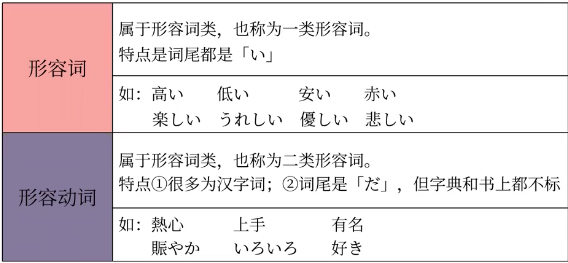 形容词
属于形容词类，也称为一类形容词。
特点是词尾都是「い」
如：高い　低い　安い　赤い
楽しい　うれしい　優しい　悲しい
形容动词
属于形容词类，也称为二类形容词。
特点①很多为汉字词；②词尾是「だ」，但字典和书上都不标
如：熱心　上手　有名
賑やか　いろいろ　好き